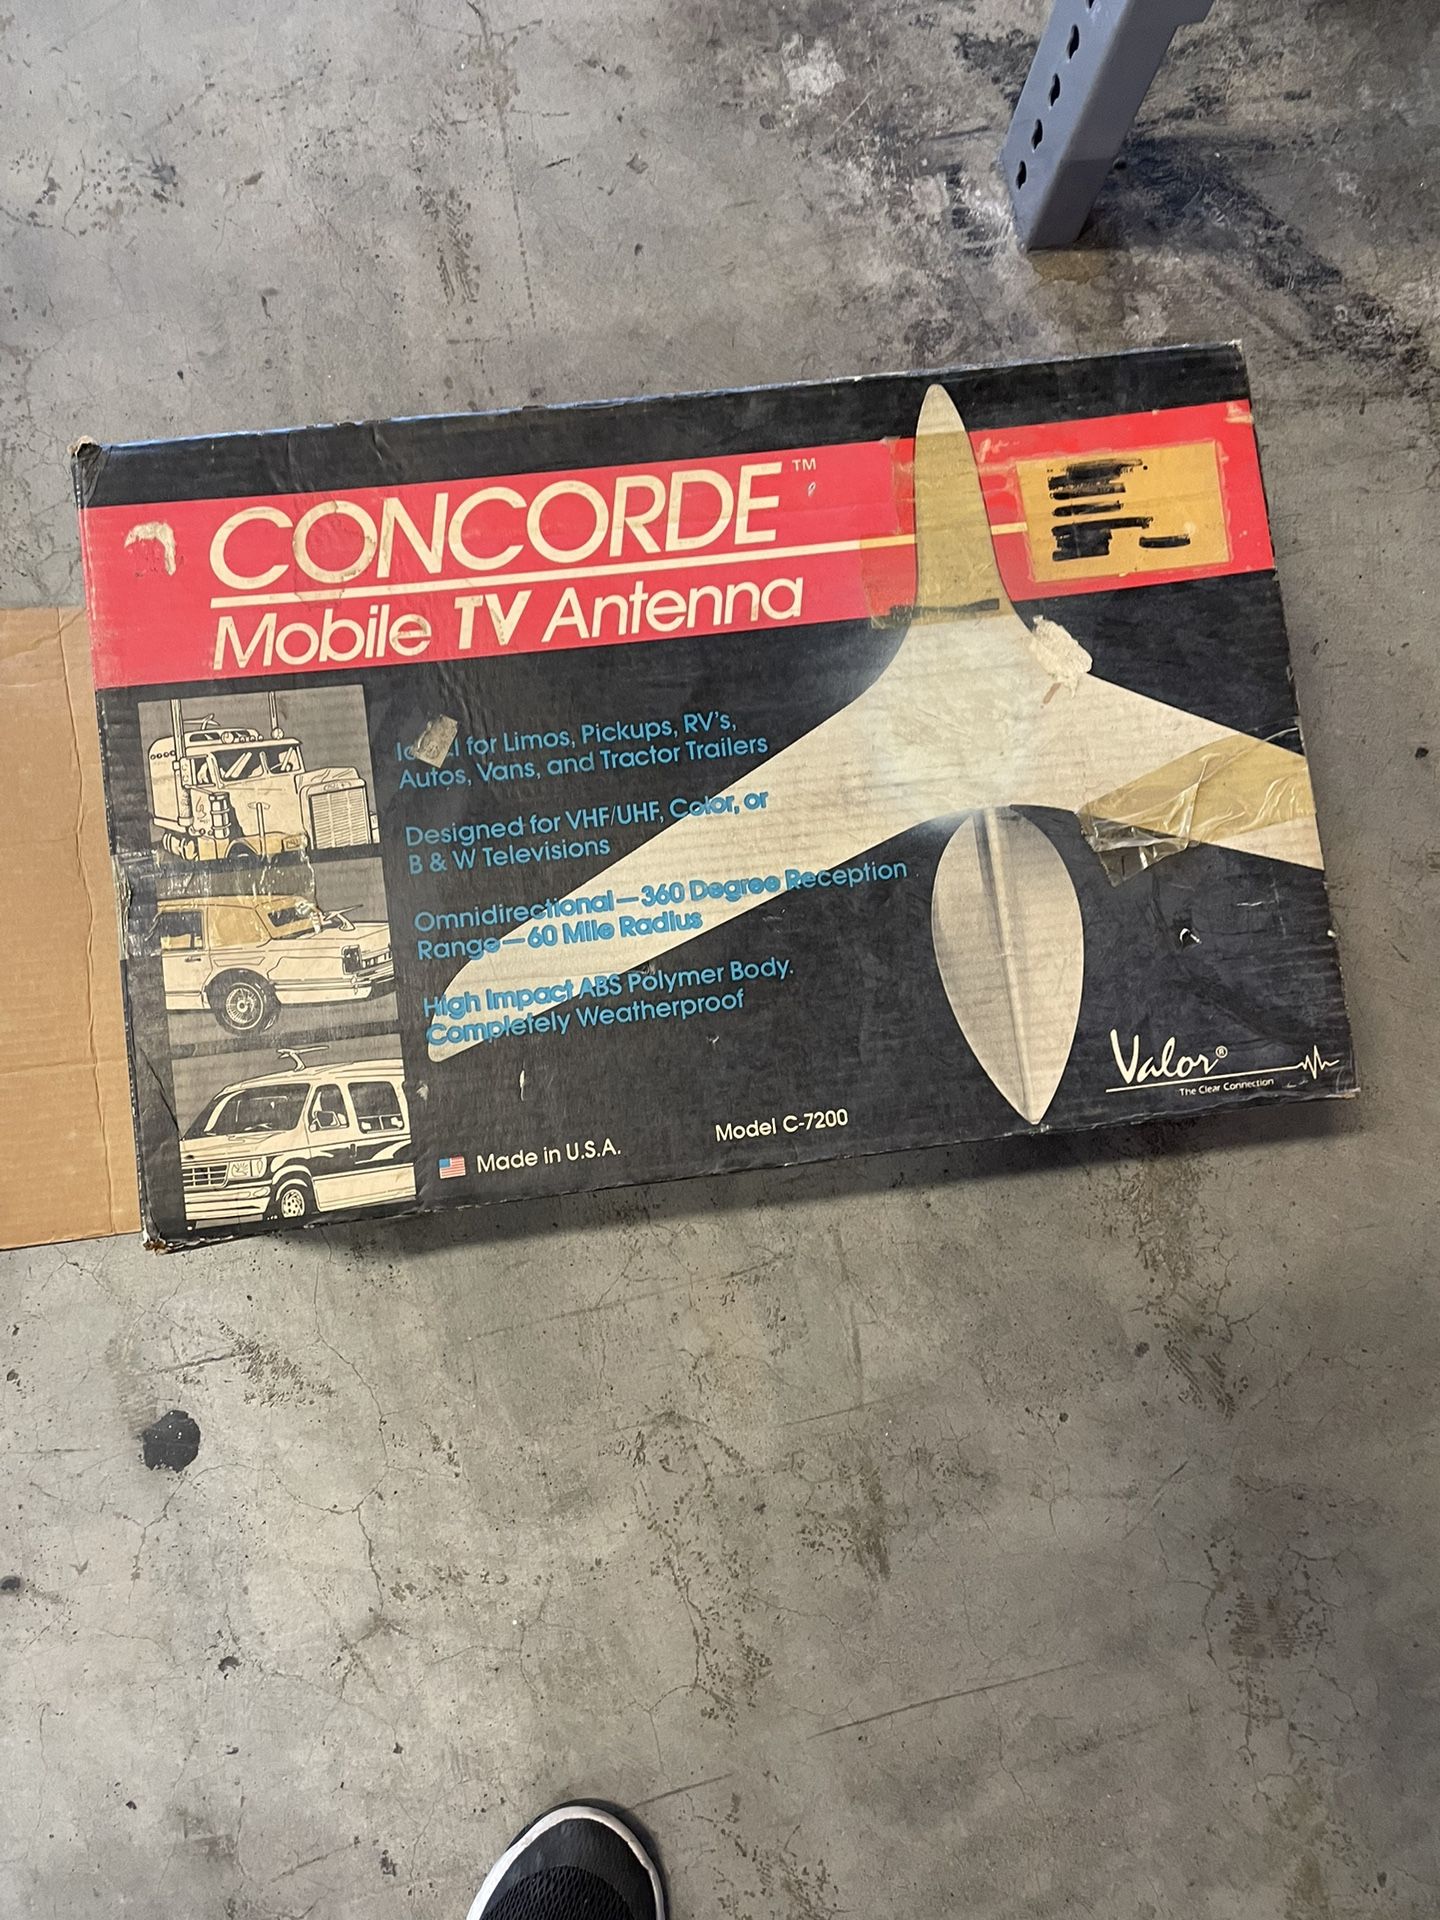 CONCORDE™
Mobile TV Antenna
for Limos, Pickups, RV's,
Autos, Vans, and Tractor Trailers
Designed for VHF/UHF, Color, or
B & W Televisions
Omnidirectional—360 Degree Reception
Range—60 Mile Radius
High Impact ABS Polymer Body.
Completely Weatherproof
Made in U.S.A.
Model C-7200
Valor®
The Clear Connection